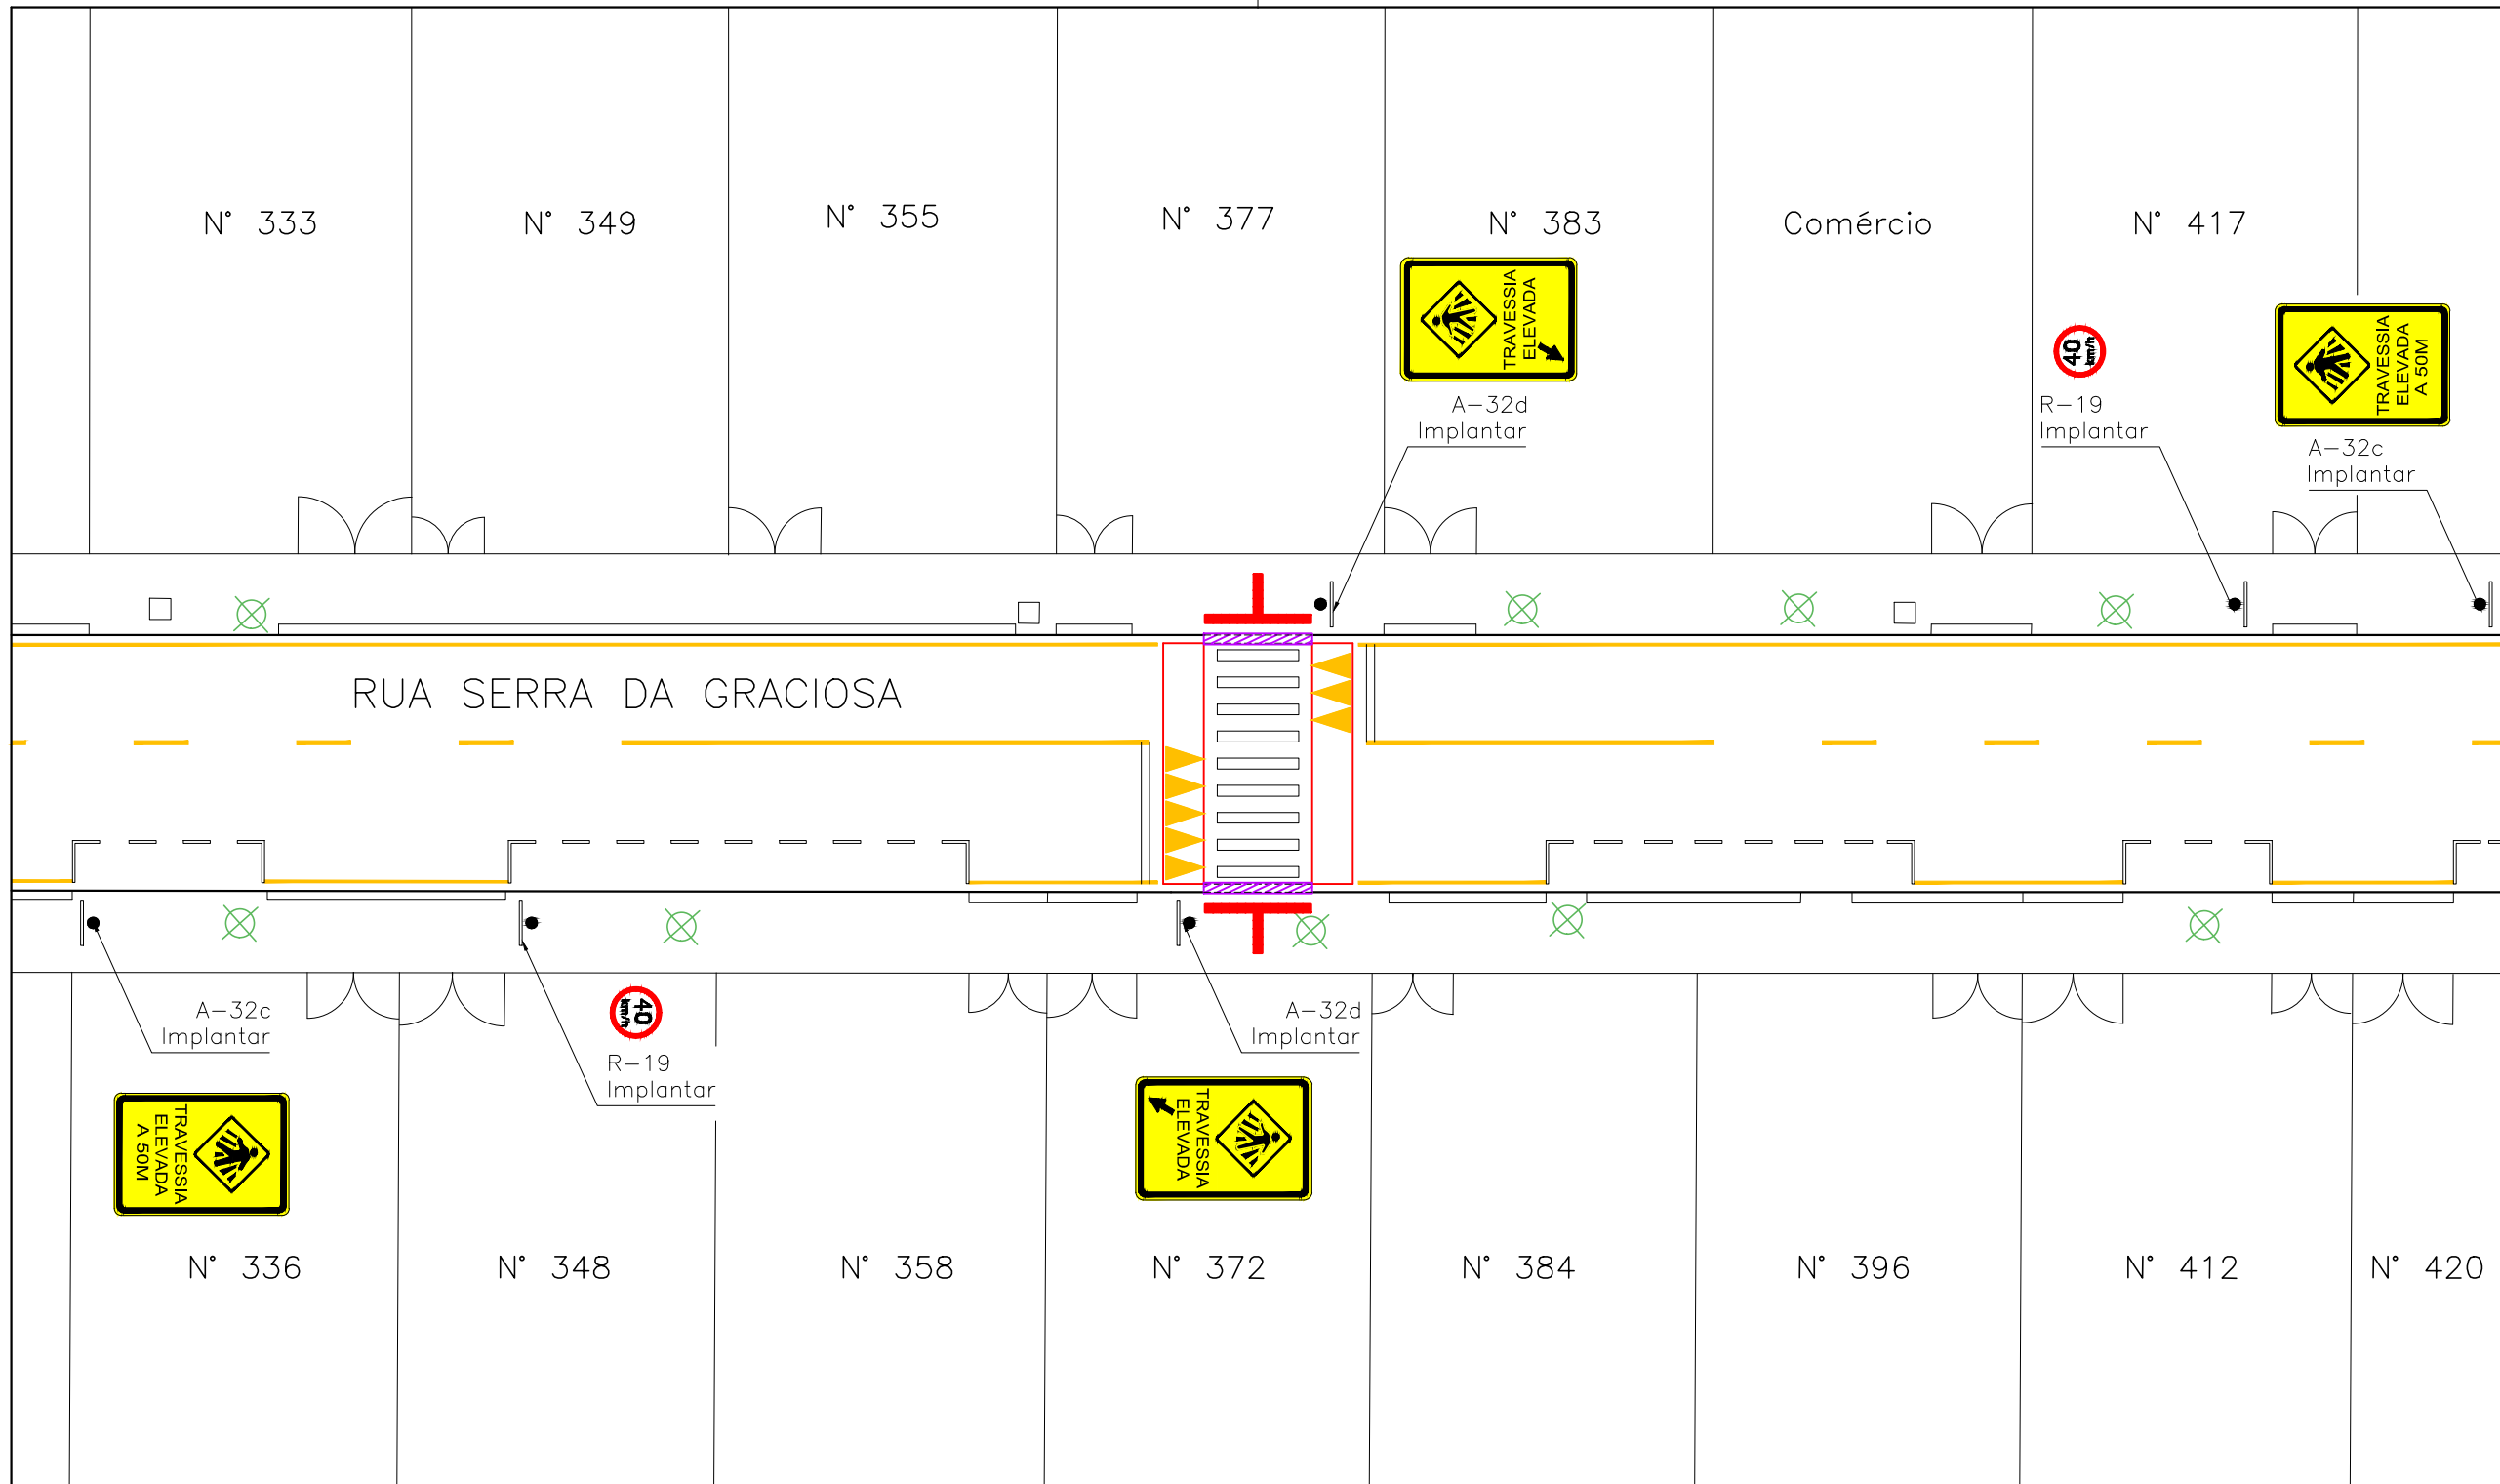 N° 333
N° 349
N° 355
N° 377
N° 383
Comércio
N° 417
TRAVESSIA
ELEVADA
A-32d
Implantar
40
km/h
R-19
Implantar
TRAVESSIA
ELEVADA
A 50M
A-32c
Implantar
RUA SERRA DA GRACIOSA
A-32c
Implantar
TRAVESSIA
ELEVADA
A 50M
40
km/h
R-19
Implantar
A-32d
Implantar
TRAVESSIA
ELEVADA
N° 336
N° 348
N° 358
N° 372
N° 384
N° 396
N° 412
N° 420